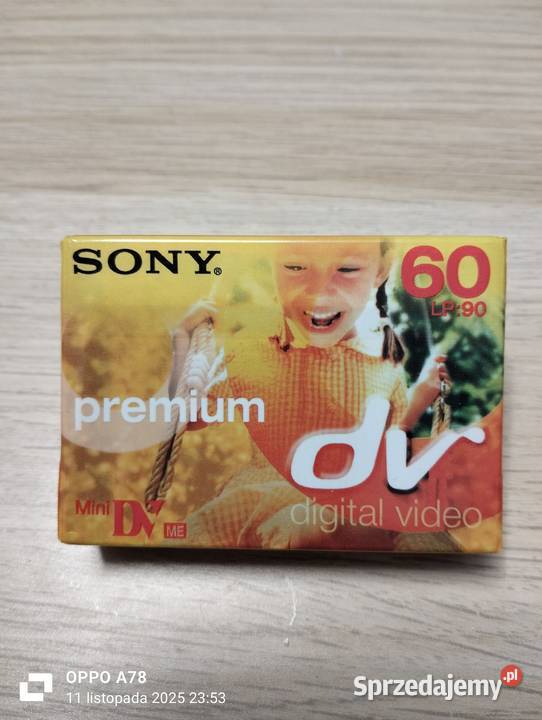 SONY®
60
LP:90
premium
dv
digital video
Mini DV ME
OPPO A78
11 listopada 2025 23:53
Sprzedajemy.pl